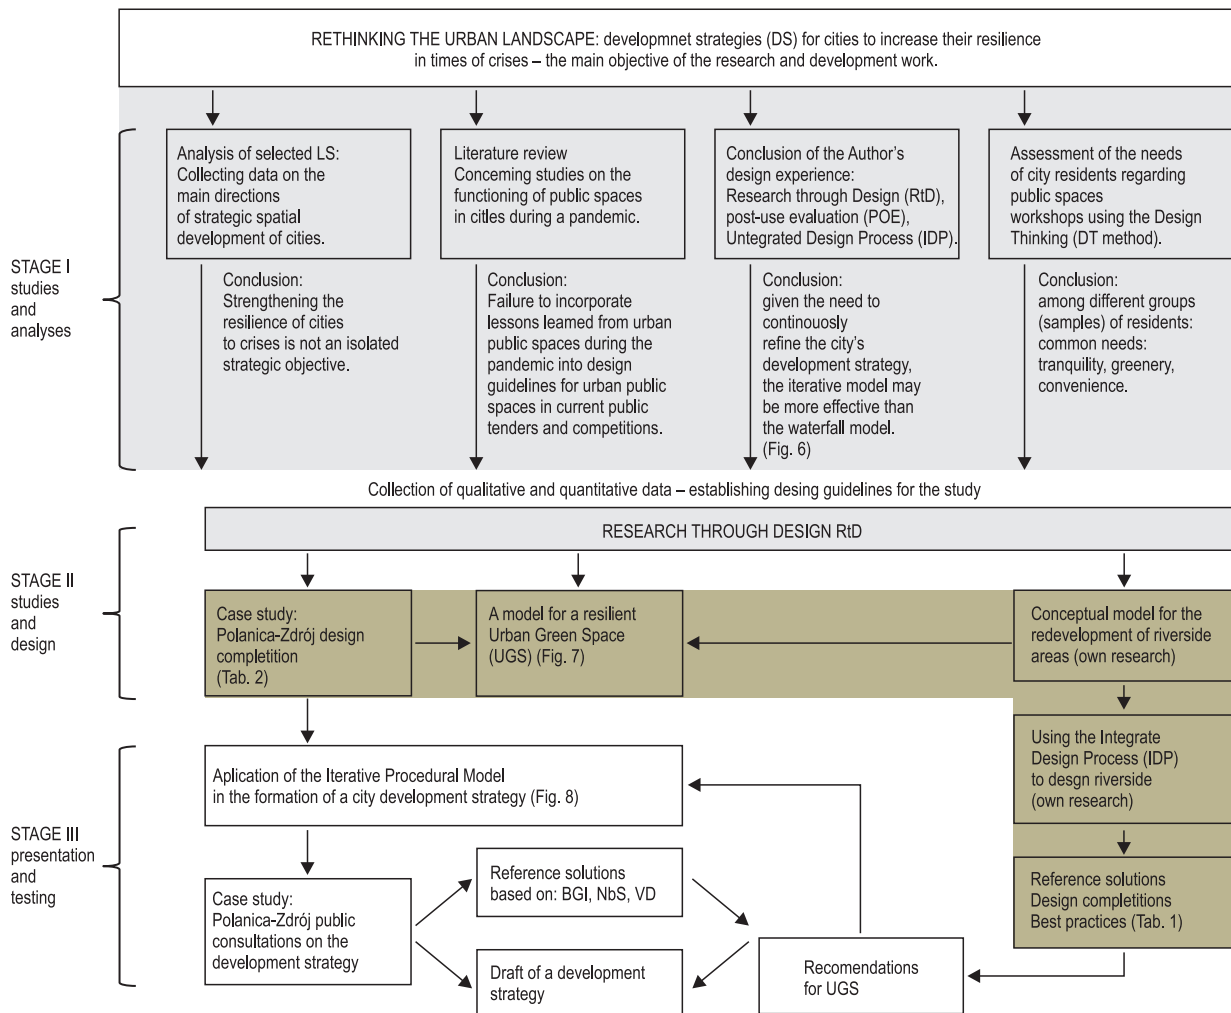 RETHINKING THE URBAN LANDSCAPE: developmnet strategies (DS) for cities to increase their resilience
in times of crises – the main objective of the research and development work.
STAGE I
studies
and
analyses
Analysis of selected LS:
Collecting data on the
main directions
of strategic spatial
development of cities.
Literature review
Conceming studies on the
functioning of public spaces
in citles during a pandemic.
Conclusion of the Author's
design experience:
Research through Design (RtD),
post-use evaluation (POE),
Untegrated Design Process (IDP).
Assessment of the needs
of city residents regarding
public spaces
workshops using the Design
Thinking (DT method).
Conclusion:
Strengthening the
resilience of cities
to crises is not an isolated
strategic objective.
Conclusion:
Failure to incorporate
lessons learned from urban
public spaces during the
pandemic into design
guidelines for urban public
spaces in current public
tenders and competitions.
Conclusion:
given the need to
continouosly
refine the city's
development strategy,
the iterative model may
be more effective than
the waterfall model.
(Fig. 6)
Conclusion:
among different groups
(samples) of residents:
common needs:
tranquility, greenery,
convenience.
Collection of qualitative and quantitative data – establishing desing guidelines for the study
STAGE II
studies
and
design
RESEARCH THROUGH DESIGN RtD
Case study:
Polanica-Zdrój design
completition
(Tab. 2)
A model for a resilient
Urban Green Space
(UGS) (Fig. 7)
Conceptual model for the
redevelopment of riverside
areas (own research)
STAGE III
presentation
and
testing
Aplication of the Iterative Procedural Model
in the formation of a city development strategy (Fig. 8)
Using the Integrate
Design Process (IDP)
to desgn riverside
(own research)
Case study:
Polanica-Zdrój public
consultations on the
development strategy
Reference solutions
based on: BGI, NbS, VD
Draft of a development
strategy
Recomendations
for UGS
Reference solutions
Design completitions
Best practices (Tab. 1)